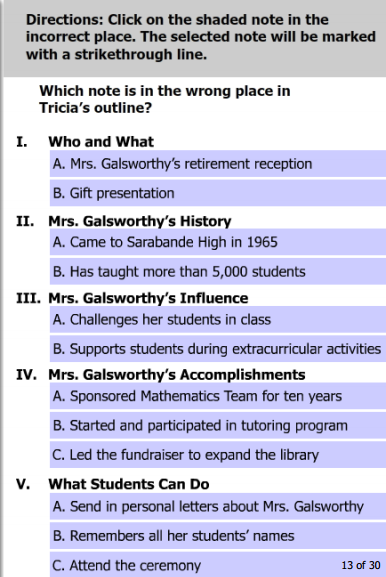 Directions: Click on the shaded note in the
incorrect place. The selected note will be marked
with a strikethrough line.
Which note is in the wrong place in
Tricia's outline?
I. Who and What
A. Mrs. Galsworthy's retirement reception
B. Gift presentation
II. Mrs. Galsworthy's History
A. Came to Sarabande High in 1965
B. Has taught more than 5,000 students
III. Mrs. Galsworthy's Influence
A. Challenges her students in class
B. Supports students during extracurricular activities
IV. Mrs. Galsworthy's Accomplishments
A. Sponsored Mathematics Team for ten years
B. Started and participated in tutoring program
C. Led the fundraiser to expand the library
V. What Students Can Do
A. Send in personal letters about Mrs. Galsworthy
B. Remembers all her students' names
C. Attend the ceremony 13 of 30